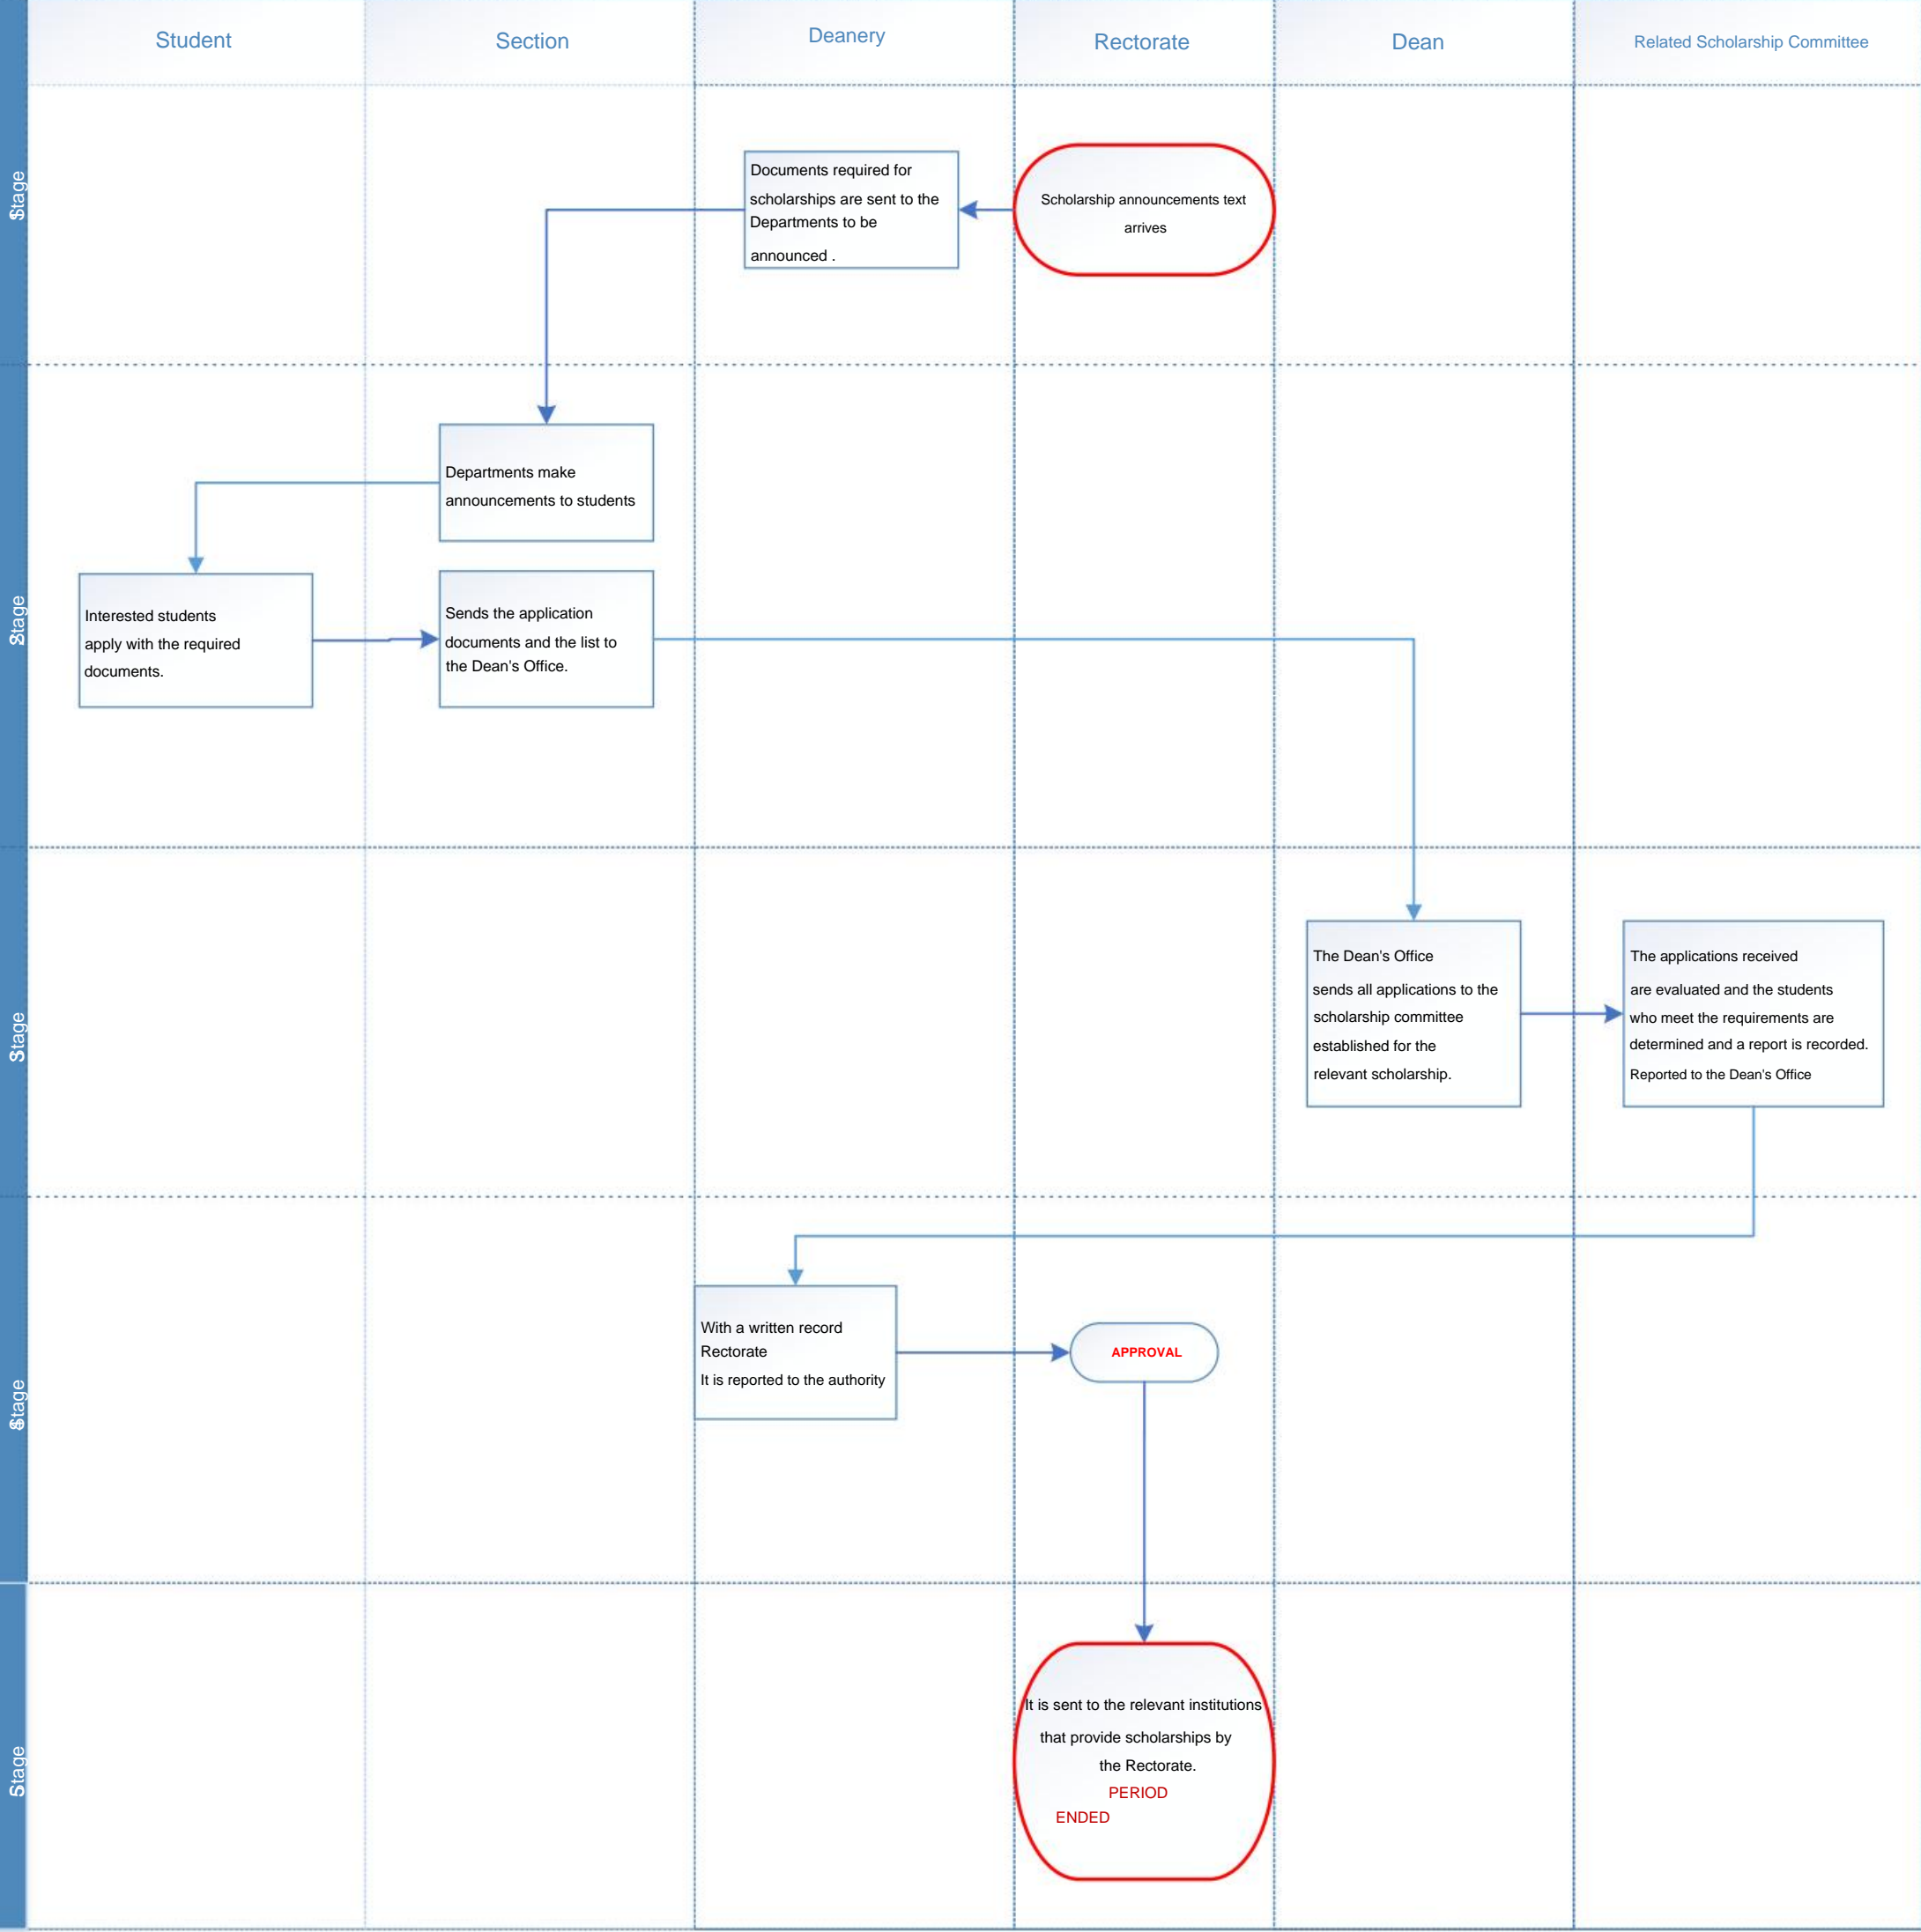 Student
Section
Deanery
Rectorate
Dean
Related Scholarship Committee
Stage
Documents required for
scholarships are sent to the
Departments to be
announced .
Scholarship announcements text
arrives
Stage
Departments make
announcements to students
Interested students
apply with the required
documents.
Sends the application
documents and the list to
the Dean's Office.
Stage
The Dean's Office
sends all applications to the
scholarship committee
established for the
relevant scholarship.
The applications received
are evaluated and the students
who meet the requirements are
determined and a report is recorded.
Reported to the Dean's Office
Stage
With a written record
Rectorate
It is reported to the authority
APPROVAL
Stage
It is sent to the relevant institutions
that provide scholarships by
the Rectorate.
PERIOD
ENDED